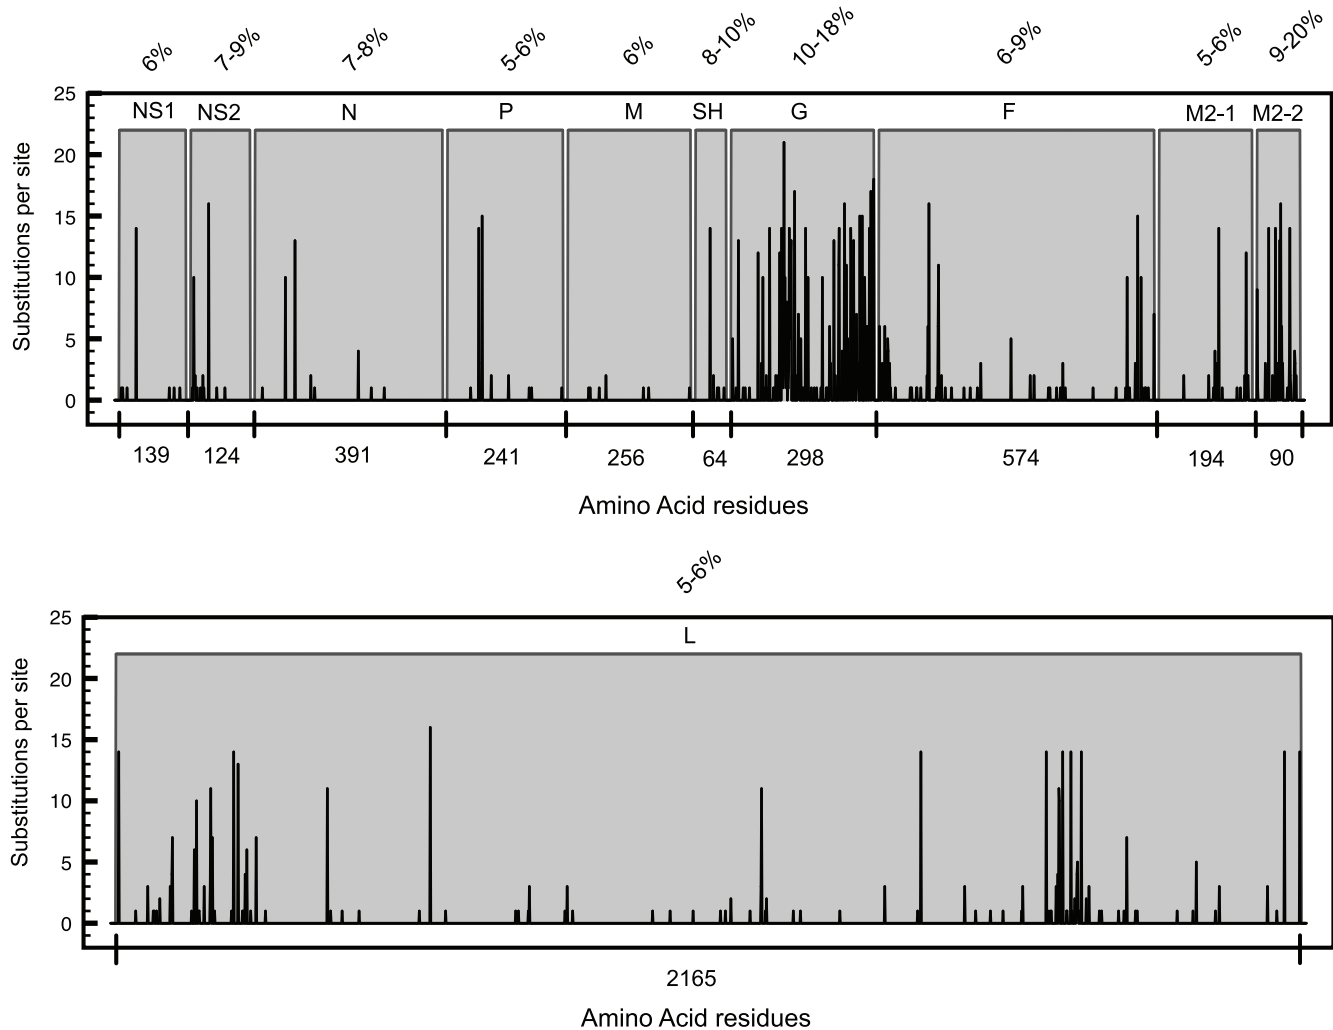 6% 7-9% 7-8% 5-6% 6% 8-10% 10-18% 6-9% 5-6% 9-20%
25
NS1 NS2 N P M SH G F M2-1 M2-2
20
15
10
5
0
Substitutions per site
139 124 391 241 256 64 298 574 194 90
Amino Acid residues
5-6%
25
L
20
15
10
5
0
Substitutions per site
2165
Amino Acid residues